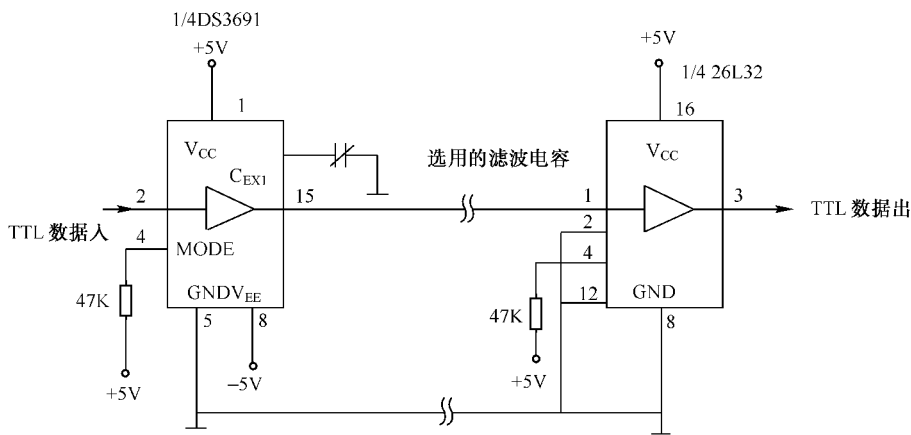 1/4DS3691
+5V
+5V
1/4 26L32
1
16
V_CC
V_CC
C_EX1
选用的滤波电容
2
15
1
3
TTL 数据入
TTL 数据出
2
4
MODE
4
47K
GNDV_EE
12
GND
47K
5
8
8
+5V
−5V
+5V